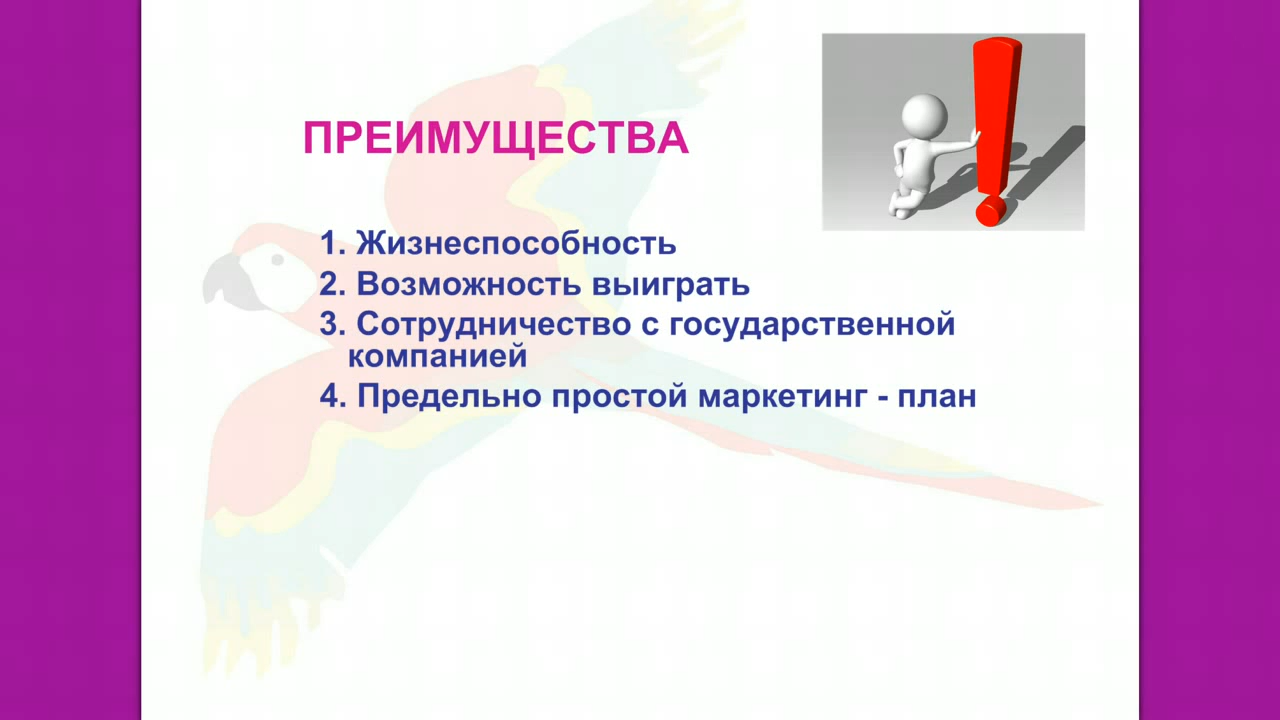 ПРЕИМУЩЕСТВА
1. Жизнеспособность
2. Возможность выиграть
3. Сотрудничество с государственной
компанией
4. Предельно простой маркетинг - план